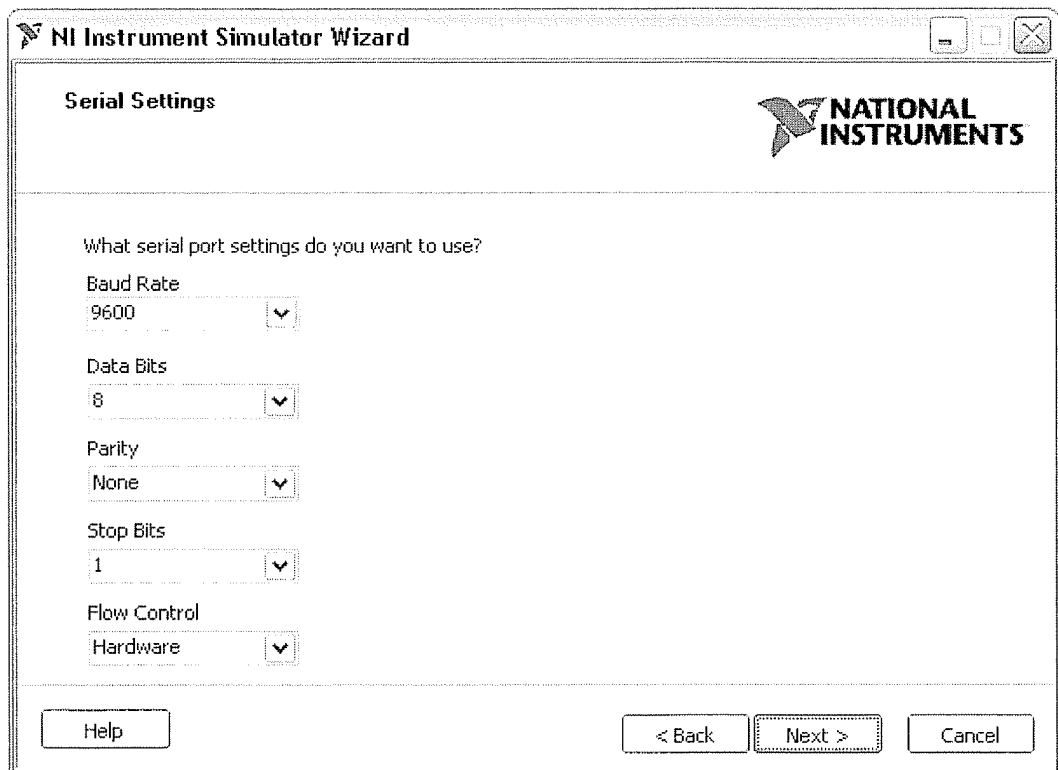 NI Instrument Simulator Wizard
Serial Settings
NATIONAL
INSTRUMENTS
What serial port settings do you want to use?
Baud Rate
9600
Data Bits
8
Parity
None
Stop Bits
1
Flow Control
Hardware
Help
< Back
Next >
Cancel